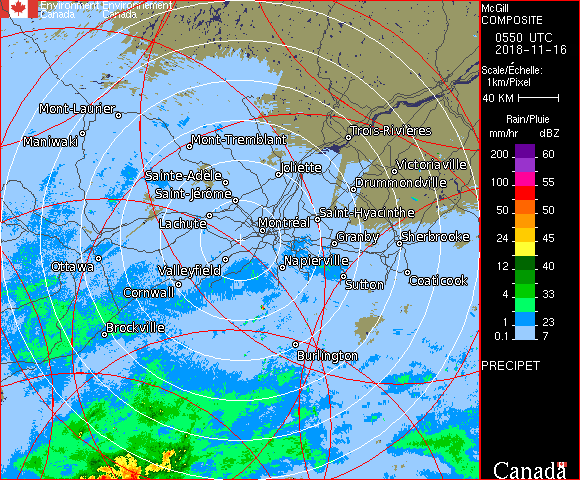 Environment Environnement
Canada Canada
McGill
COMPOSITE
0550 UTC
2018-11-16
Scale/Échelle:
1km/Pixel
40 KM
Rain/Pluie
mm/hr dBZ
200 60
150 57
100 55
50 50
24 45
12 40
4 33
1 23
0.1 7
PRECIPET
Canada
Mont-Laurier
Maniwaki
Mont-Tremblant
Trois-Rivières
Joliette
Victoriaville
Sainte-Adèle
Drummondville
Saint-Jérôme
Saint-Hyacinthe
Lachute
Montréal
Granby
Sherbrooke
Ottawa
Valleyfield
Napierville
Coaticook
Cornwall
Sutton
Brockville
Burlington